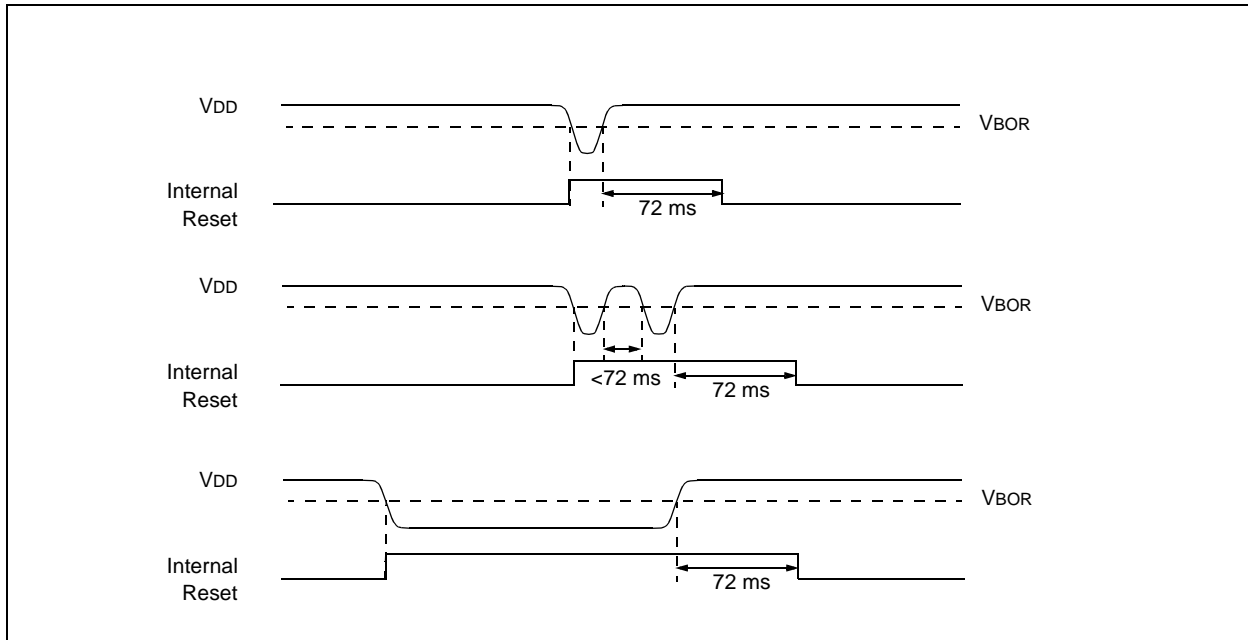 VDD
VBOR
Internal
Reset
72 ms
VDD
VBOR
Internal
Reset
<72 ms
72 ms
VDD
VBOR
Internal
Reset
72 ms